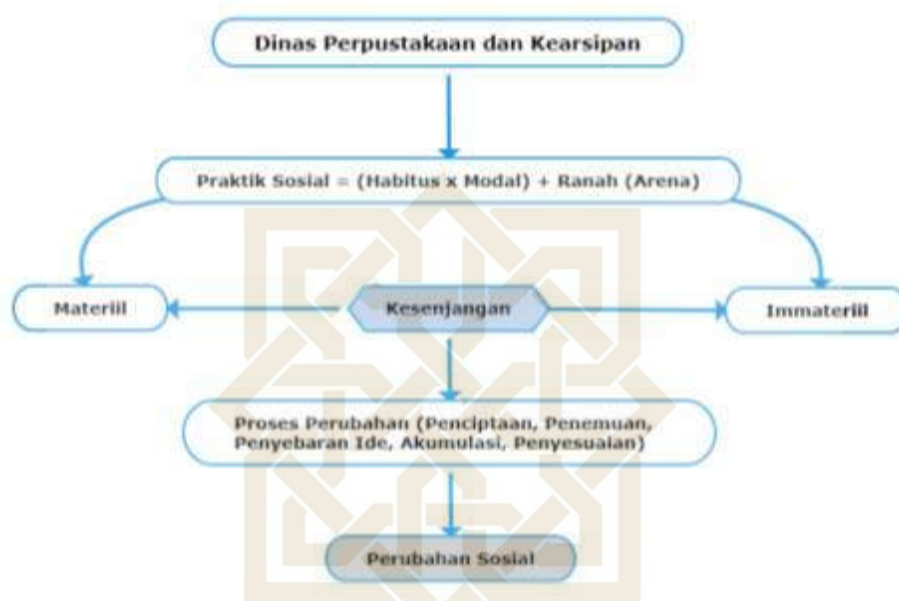 Dinas Perpustakaan dan Kearsipan
Praktik Sosial = (Habitus x Modal) + Ranah (Arena)
Materiil
Kesenjangan
Immateriil
Proses Perubahan (Penciptaan, Penemuan,
Penyebaran Ide, Akumulasi, Penyesuaian)
Perubahan Sosial